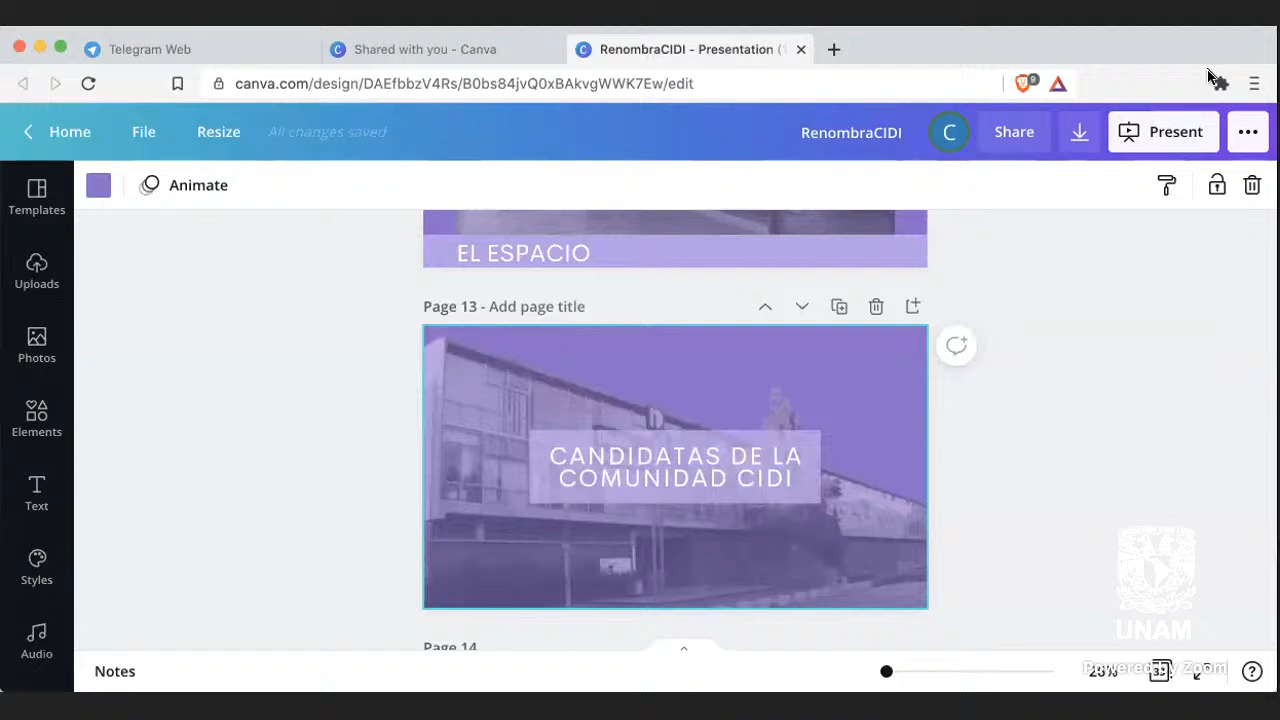 Telegram Web
Shared with you - Canva
RenombraCIDI - Presentation (
canva.com/design/DAEfbbzV4Rs/B0bs84jvQ0xBAkvgWWK7Ew/edit
9
Home
File
Resize
All changes saved
RenombraCIDI
C
Share
Present
Animate
Templates
Uploads
Photos
Elements
Text
Styles
Audio
EL ESPACIO
Page 13 - Add page title
CANDIDATAS DE LA
COMUNIDAD CIDI
Page 14
UNAM
Notes
Powered by Zoom